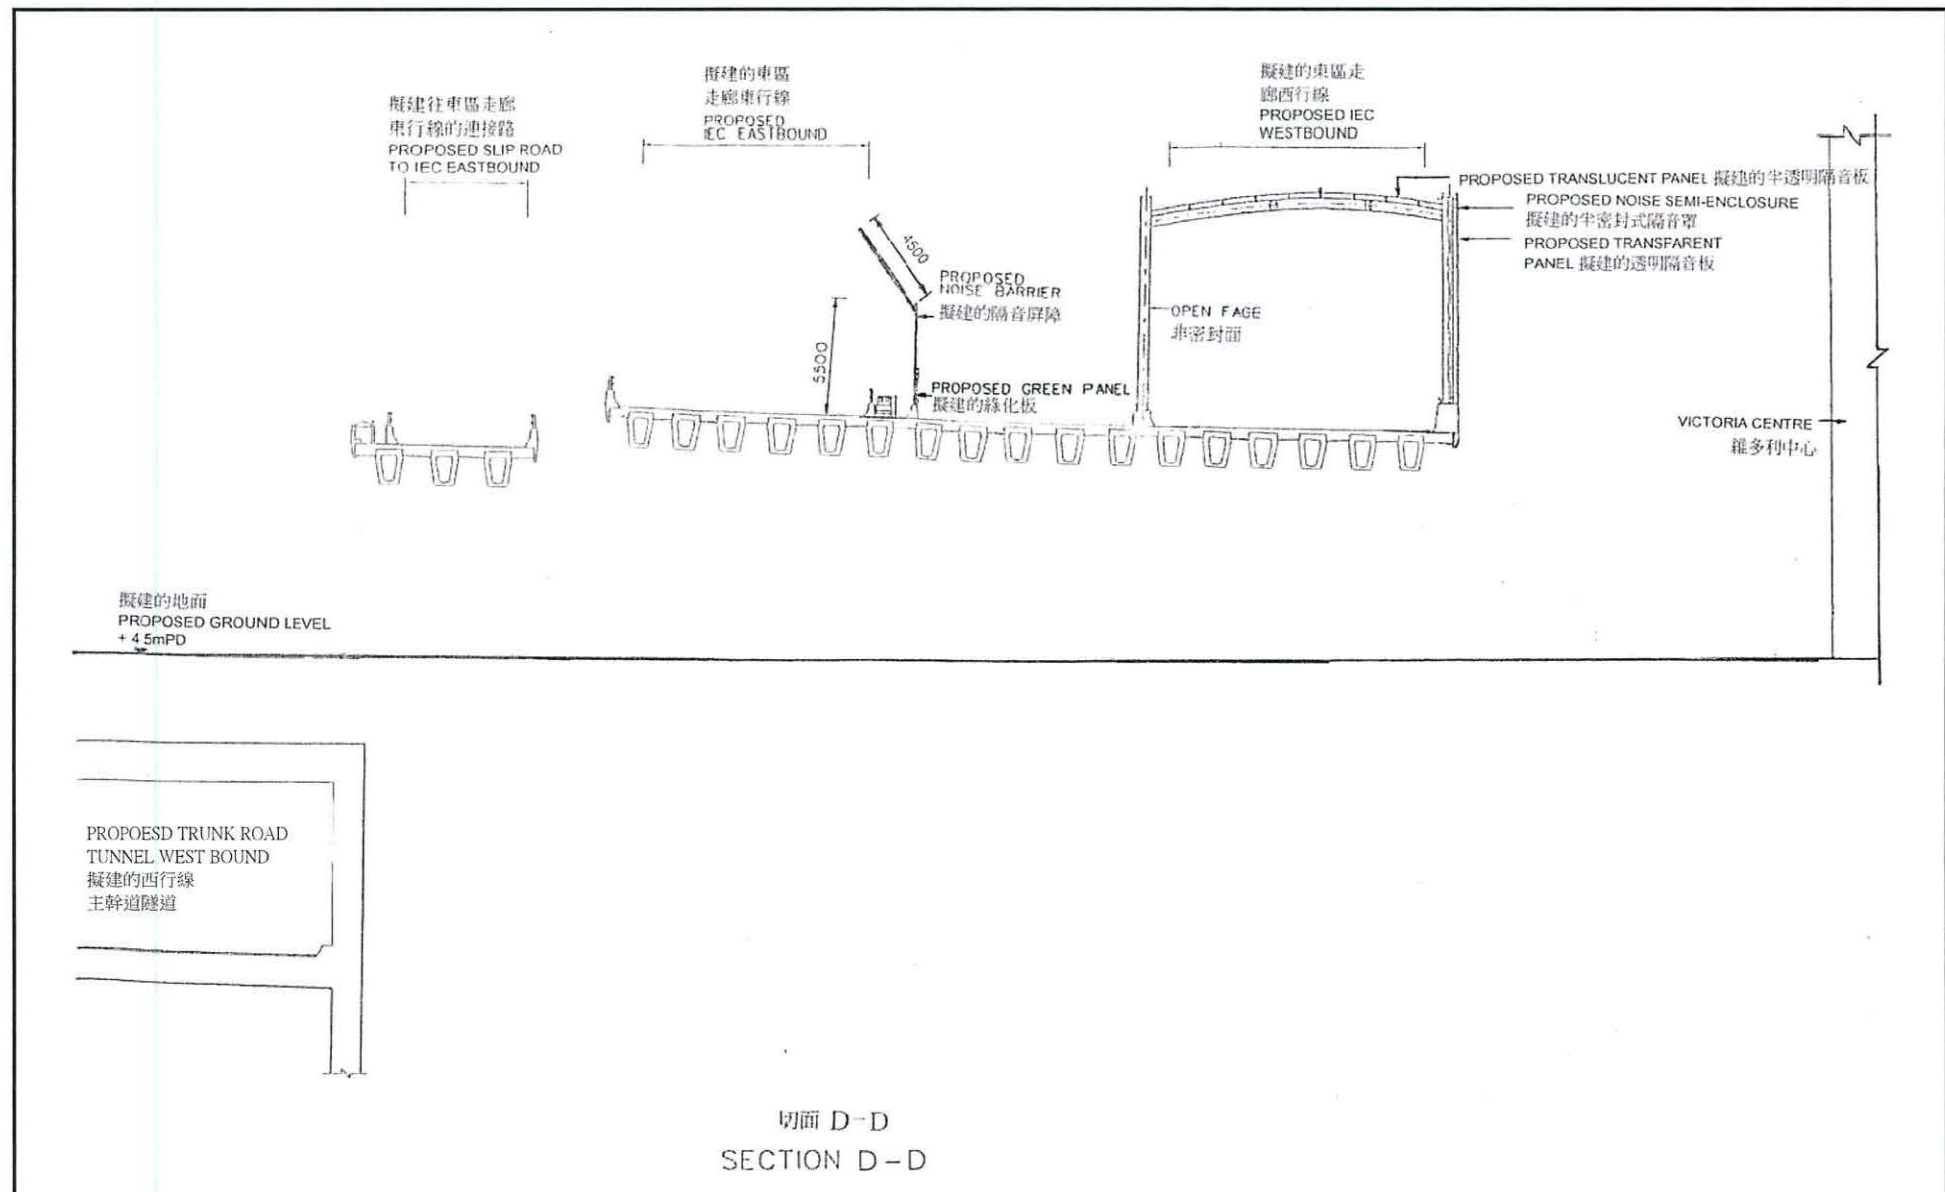 擬建往東區走廊
東行線的連接路
PROPOSED SLIP ROAD
TO IEC EASTBOUND
擬建的東區
走廊東行線
PROPOSED
IEC EASTBOUND
擬建的東區走
廊西行線
PROPOSED IEC
WESTBOUND
PROPOSED TRANSLUCENT PANEL 擬建的半透明隔音板
PROPOSED NOISE SEMI-ENCLOSURE
擬建的半密封式隔音罩
PROPOSED TRANSFARENT
PANEL 擬建的透明隔音板
4500
PROPOSED
NOISE BARRIER
擬建的隔音屏障
OPEN FAGE
非密封面
5500
PROPOSED GREEN PANEL
擬建的綠化板
VICTORIA CENTRE
維多利中心
擬建的地面
PROPOSED GROUND LEVEL
+ 4.5mPD
PROPOESD TRUNK ROAD
TUNNEL WEST BOUND
擬建的西行線
主幹道隧道
切面 D-D
SECTION D-D